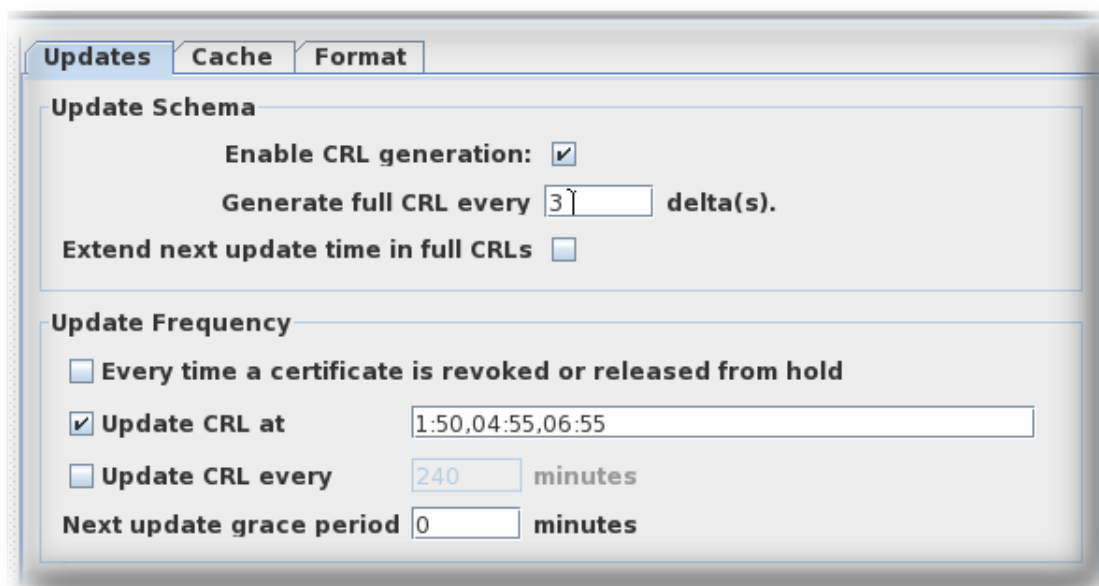 Updates Cache Format
Update Schema
Enable CRL generation:
Generate full CRL every 3 delta(s).
Extend next update time in full CRLs
Update Frequency
Every time a certificate is revoked or released from hold
Update CRL at 1:50,04:55,06:55
Update CRL every 240 minutes
Next update grace period 0 minutes